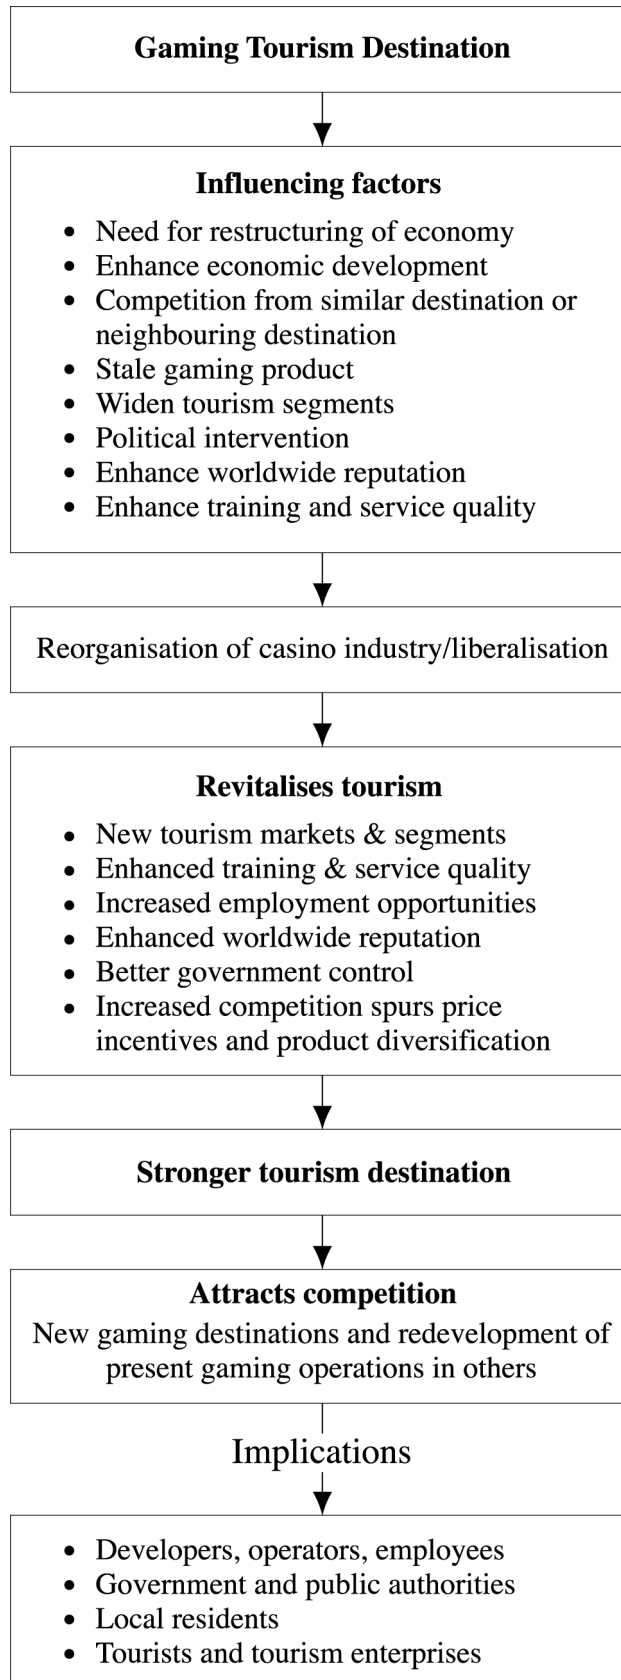 Gaming Tourism Destination
Influencing factors
• Need for restructuring of economy
• Enhance economic development
• Competition from similar destination or
neighbouring destination
• Stale gaming product
• Widen tourism segments
• Political intervention
• Enhance worldwide reputation
• Enhance training and service quality
Reorganisation of casino industry/liberalisation
Revitalises tourism
• New tourism markets & segments
• Enhanced training & service quality
• Increased employment opportunities
• Enhanced worldwide reputation
• Better government control
• Increased competition spurs price
incentives and product diversification
Stronger tourism destination
Attracts competition
New gaming destinations and redevelopment of
present gaming operations in others
Implications
• Developers, operators, employees
• Government and public authorities
• Local residents
• Tourists and tourism enterprises